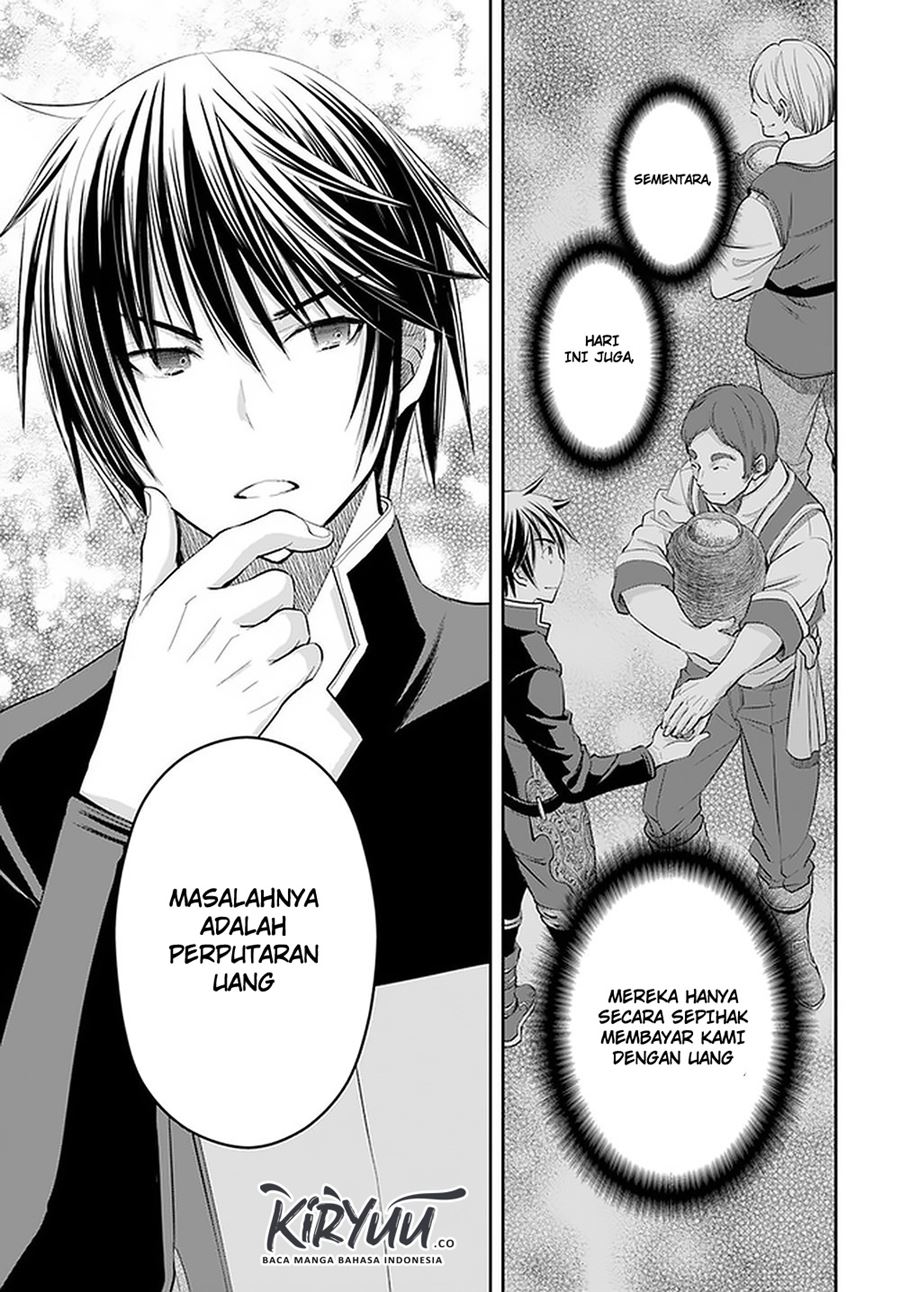 SEMENTARA,
HARI
INI JUGA,
MEREKA HANYA
SECARA SEPIHAK
MEMBAYAR KAMI
DENGAN UANG
MASALAHNYA
ADALAH
PERPUTARAN
UANG
KIRYUU.CO
BACA MANGA BAHASA INDONESIA